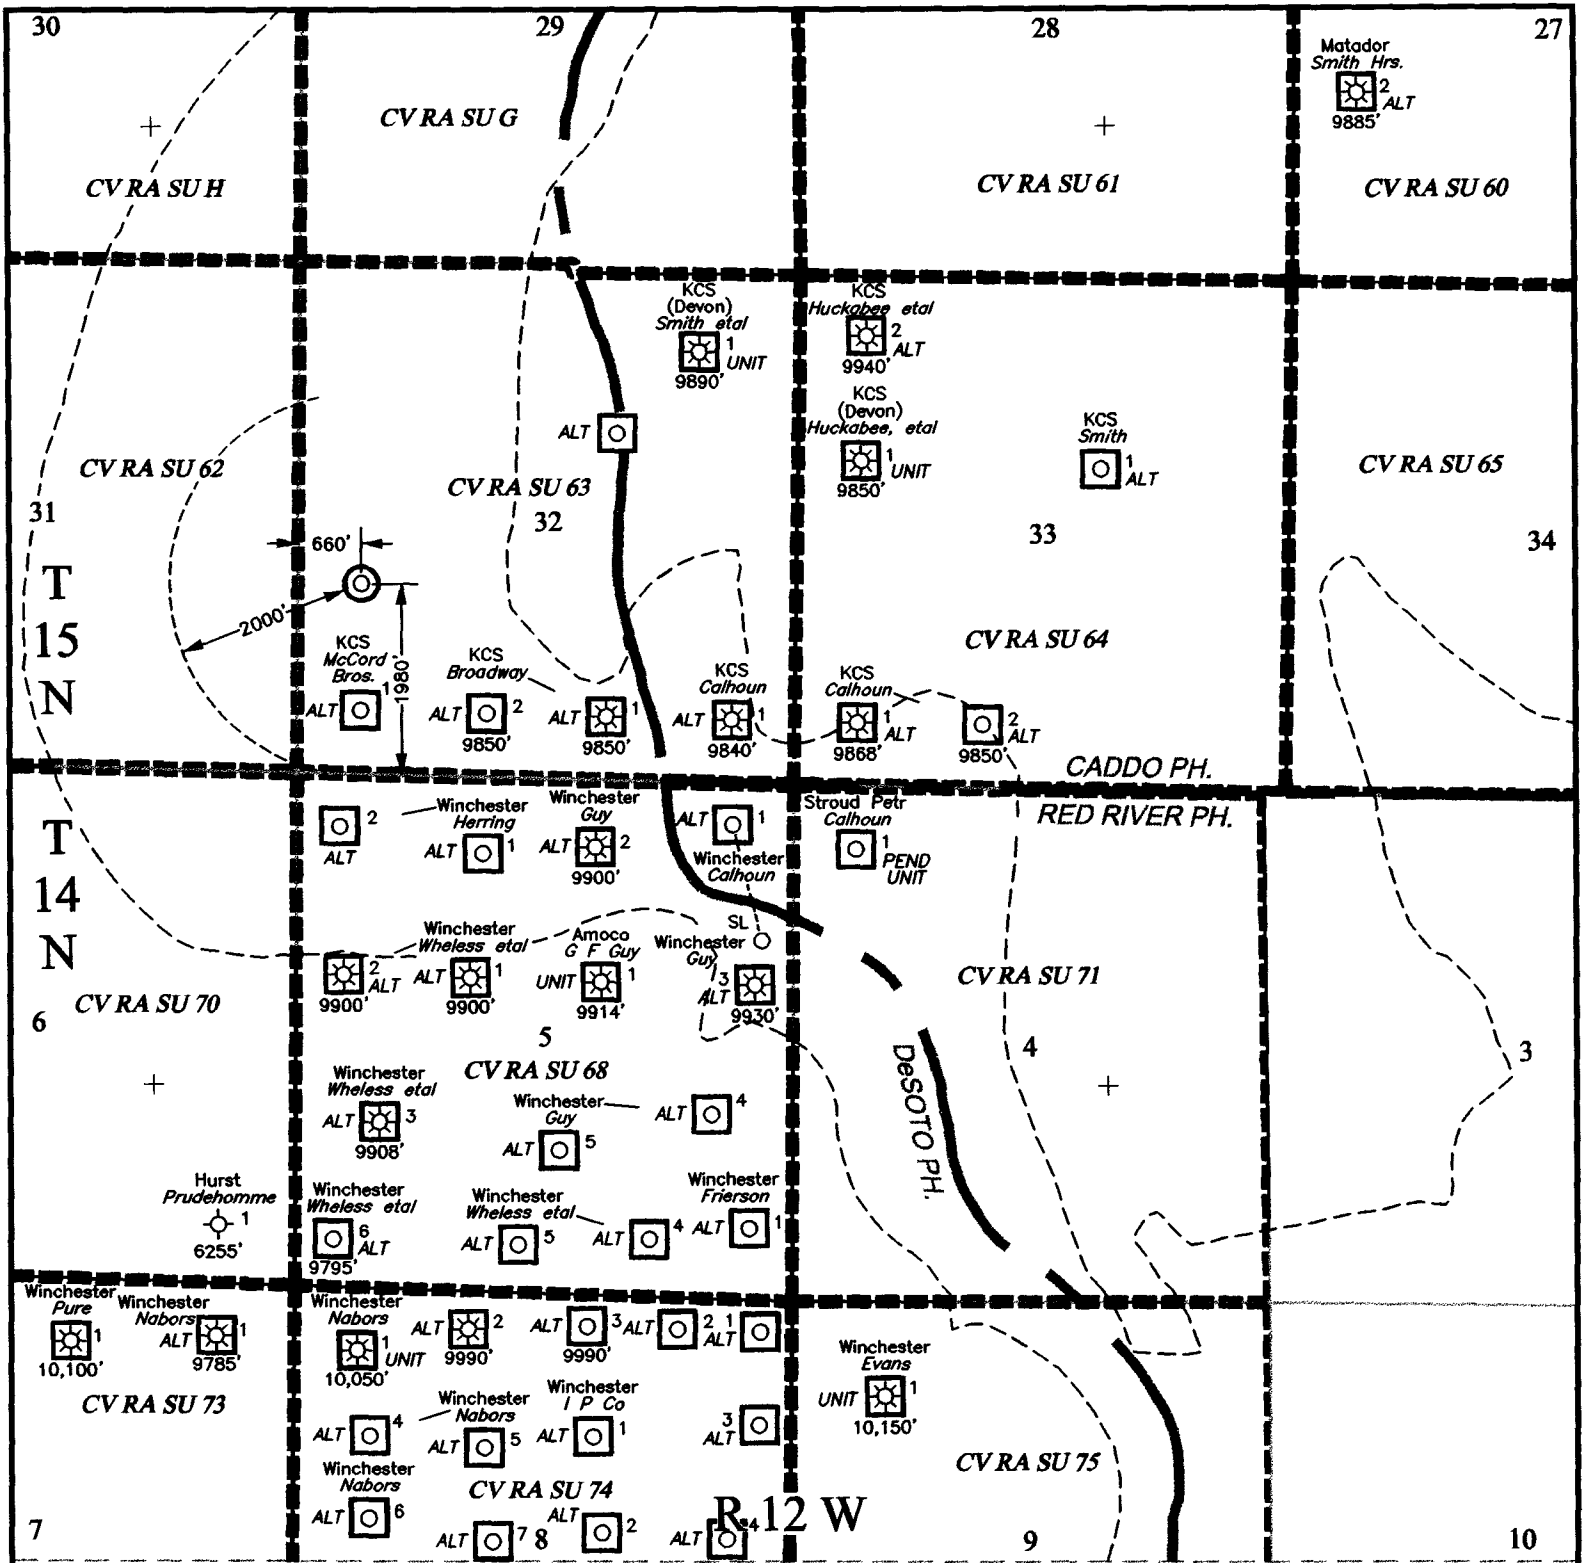 30
29
28
27
Matador
Smith Hrs.
2
ALT
9885'
CV RA SU G
CV RA SU H
CV RA SU 61
CV RA SU 60
KCS
(Devon)
Smith etal
1
UNIT
9890'
KCS
Huckabee etal
2
ALT
9940'
KCS
(Devon)
Huckabee, etal
1
UNIT
9850'
KCS
Smith
1
ALT
ALT
CV RA SU 62
CV RA SU 63
CV RA SU 65
31
32
33
34
660'
2000'
1980'
T
15
N
CV RA SU 64
KCS
McCord
Bros.
ALT
1
KCS
Broadway
ALT
2
9850'
ALT
1
9850'
KCS
Calhoun
ALT
1
9840'
KCS
Calhoun
1
ALT
9868'
2
ALT
9850'
CADDO PH.
RED RIVER PH.
T
14
N
2
ALT
Winchester
Herring
ALT
1
Winchester
Guy
ALT
2
9900'
ALT
1
Winchester
Calhoun
SL
Stroud Petr
Calhoun
1
PEND
UNIT
Winchester
Wheless etal
2
ALT
9900'
ALT
1
9900'
Amoco
G F Guy
UNIT
1
9914'
Winchester
Guy
3
ALT
9930'
CV RA SU 70
CV RA SU 71
6
5
4
3
CV RA SU 68
DeSOTO PH.
Winchester
Wheless etal
ALT
3
9908'
Winchester
Guy
ALT
5
ALT
4
Hurst
Prudehomme
1
6255'
Winchester
Wheless etal
6
ALT
9795'
Winchester
Wheless etal
ALT
5
ALT
4
Winchester
Frierson
ALT
1
Winchester
Pure
1
10,100'
Winchester
Nabors
ALT
1
9785'
Winchester
Nabors
1
UNIT
10,050'
ALT
2
9990'
ALT
3
9990'
ALT
2
1
ALT
Winchester
Evans
UNIT
1
10,150'
CV RA SU 73
ALT
4
Winchester
Nabors
ALT
5
Winchester
I P Co
ALT
1
3
ALT
CV RA SU 75
Winchester
Nabors
ALT
6
CV RA SU 74
R 12 W
ALT
7
ALT
2
ALT
4
7
8
9
10